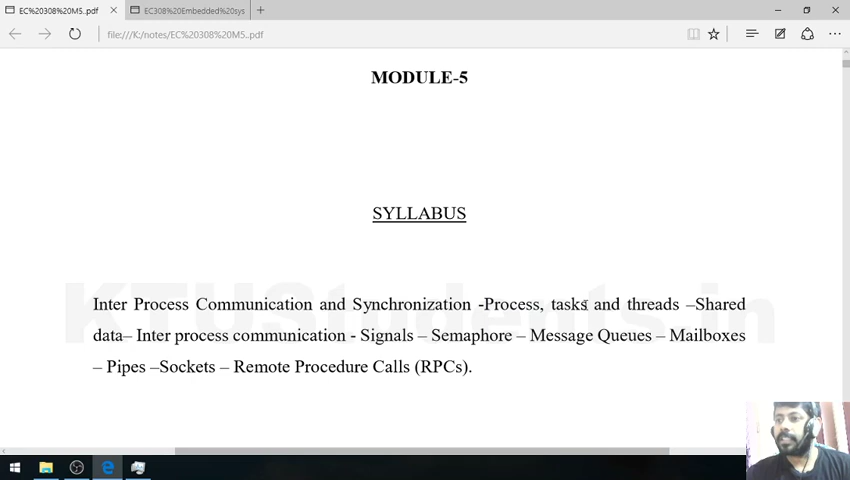 EC%20308%20M5..pdf
EC308%20Embedded%20sys
file:///K:/notes/EC%20308%20M5..pdf
MODULE-5
SYLLABUS
KTUStudents.in
Inter Process Communication and Synchronization -Process, tasks and threads –Shared
data– Inter process communication - Signals – Semaphore – Message Queues – Mailboxes
– Pipes –Sockets – Remote Procedure Calls (RPCs).